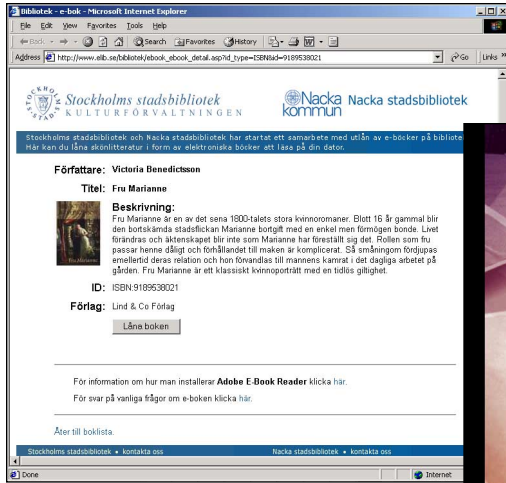 Bibliotek - e-bok - Microsoft Internet Explorer
File Edit View Favorites Tools Help
Back Search Favorites History
Address http://www.elib.se/bibliotek/ebook_ebook_detail.asp?id_type=ISBN&id=9189538021 Go Links
STOCKHOLMS STAD
Stockholms stadsbibliotek
KULTURFÖRVALTNINGEN
Nacka kommun Nacka stadsbibliotek
Stockholms stadsbibliotek och Nacka stadsbibliotek har startat ett samarbete med utlån av e-böcker på bibliote
Här kan du låna skönlitteratur i form av elektroniska böcker att läsa på din dator.
Författare: Victoria Benedictsson
Titel: Fru Marianne
Beskrivning:
Fru Marianne är en av det sena 1800-talets stora kvinnoromaner. Blott 16 år gammal blir
den bortskämda stadsflickan Marianne bortgift med en enkel men förmögen bonde. Livet
förändras och äktenskapet blir inte som Marianne har föreställt sig det. Rollen som fru
passar henne dåligt och förhållandet till maken är komplicerat. Så småningom fördjupas
emellertid deras relation och hon förvandlas till mannens kamrat i det dagliga arbetet på
gården. Fru Marianne är ett klassiskt kvinnoporträtt med en tidlös giltighet.
Fru Marianne
ID: ISBN:9189538021
Förlag: Lind & Co Förlag
Låna boken
För information om hur man installerar Adobe E-Book Reader klicka här.
För svar på vanliga frågor om e-boken klicka här.
Åter till boklista.
Stockholms stadsbibliotek • kontakta oss Nacka stadsbibliotek • kontakta oss
Done Internet